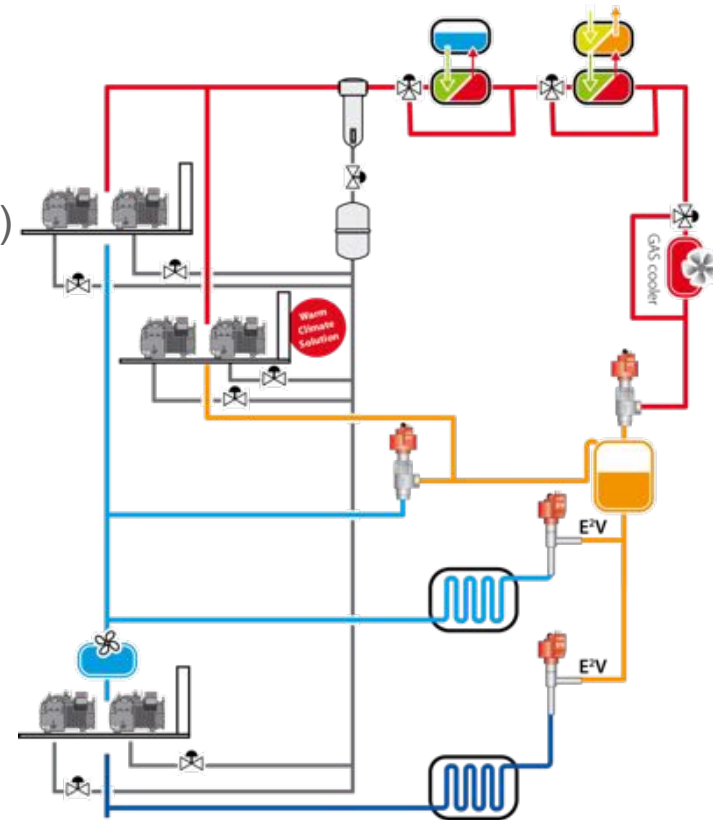 )
Warm
Climate
Solution
GAS cooler
E²V
E²V